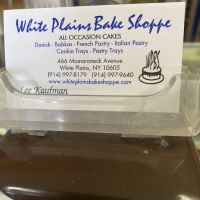 White Plains Bake Shoppe
ALL OCCASION CAKES
Danish - Babkas - French Pastry - Italian Pastry
Cookie Trays - Pastry Trays
466 Mamaroneck Avenue
White Plains, NY 10605
(914) 997-8179 (914) 997-9640
www.whiteplainsbakeshoppe.com
Lee Kaufman